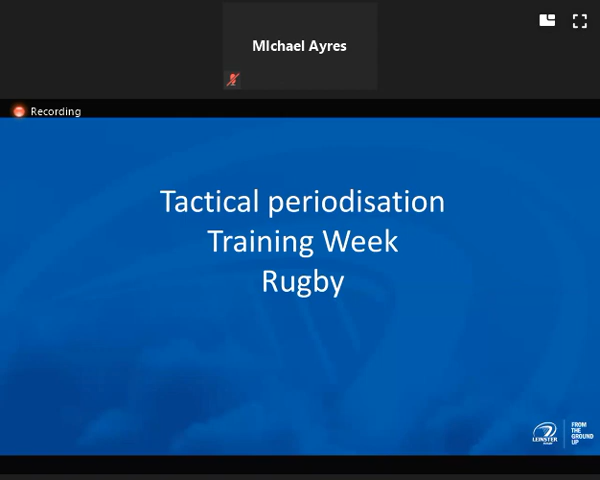 MIchael Ayres
Recording
Tactical periodisation
Training Week
Rugby
LEINSTER
FROM
THE
GROUND
UP